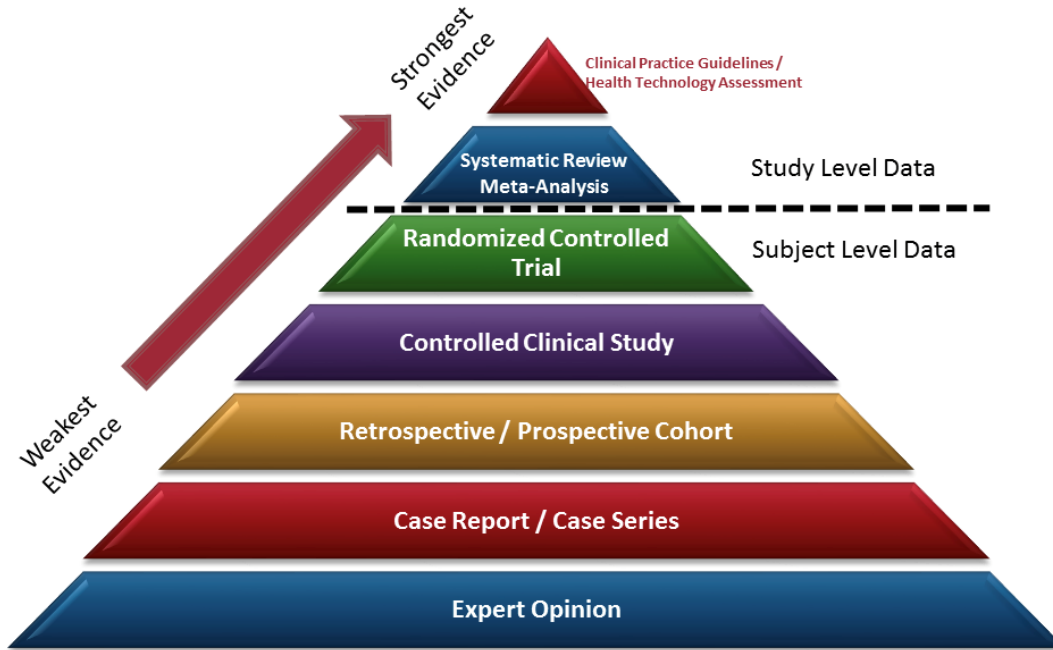 Strongest
Evidence
Clinical Practice Guidelines /
Health Technology Assessment
Systematic Review
Meta-Analysis
Study Level Data
Randomized Controlled
Trial
Subject Level Data
Controlled Clinical Study
Weakest
Evidence
Retrospective / Prospective Cohort
Case Report / Case Series
Expert Opinion